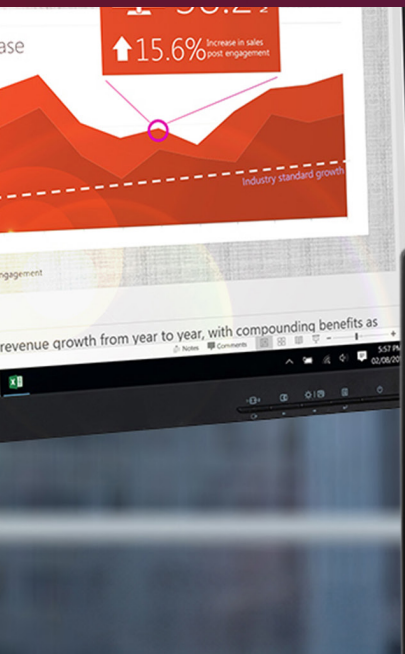 ase
15.6% Increase in sales
post engagement
Industry standard growth
ngagement
revenue growth from year to year, with compounding benefits as
Notes Comments
5:57 P
02/08/20